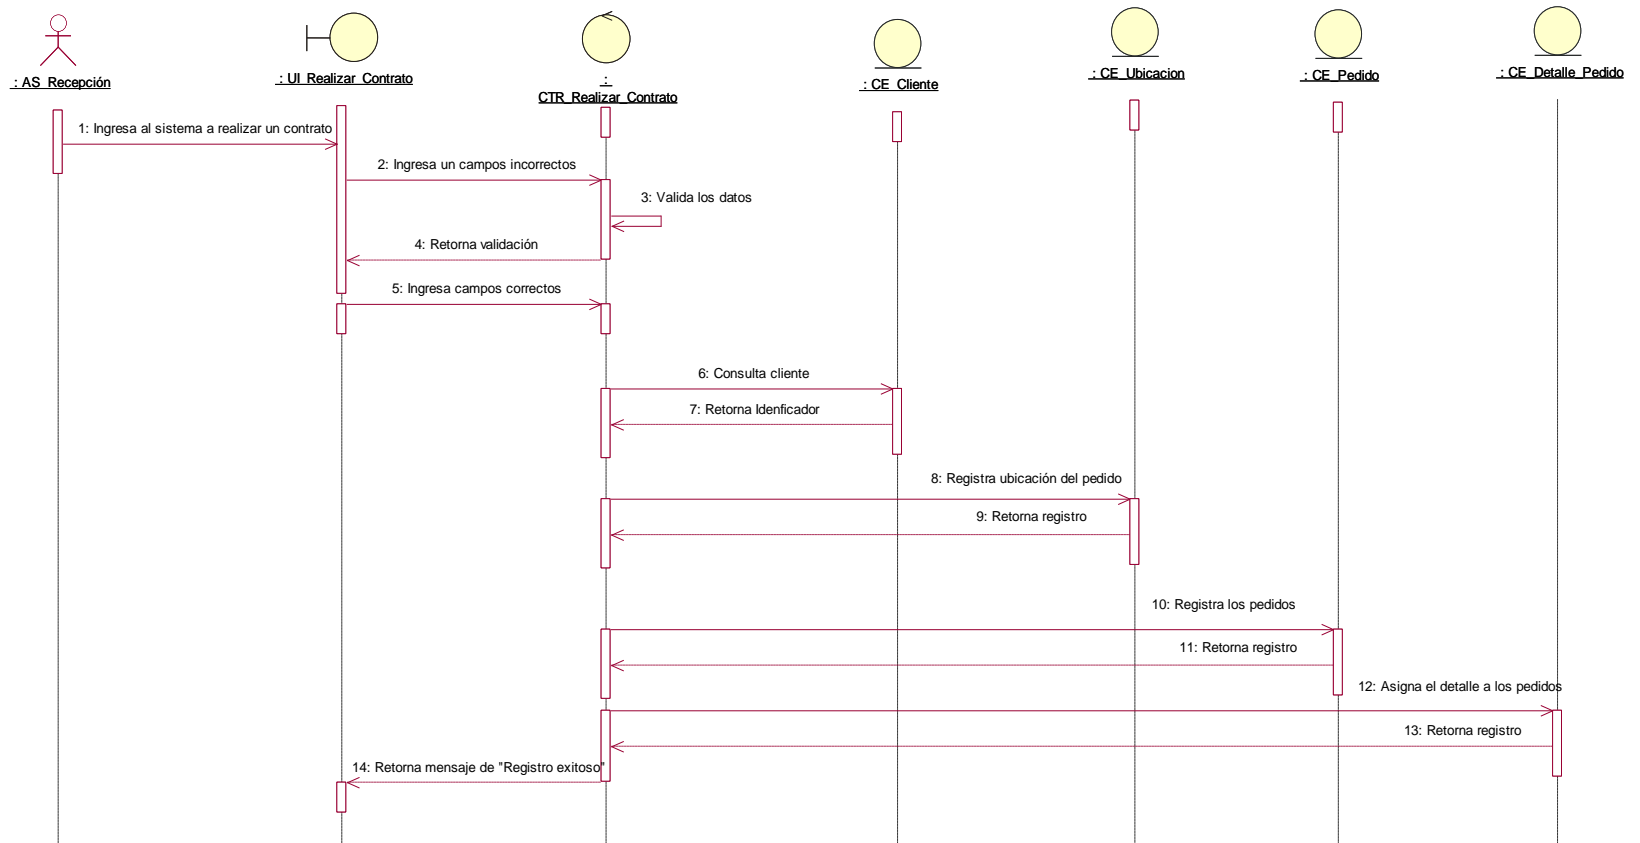 : AS_Recepción
: UI_Realizar_Contrato
:
CTR_Realizar_Contrato
: CE_Cliente
: CE_Ubicacion
: CE_Pedido
: CE_Detalle_Pedido
1: Ingresa al sistema a realizar un contrato
2: Ingresa un campos incorrectos
3: Valida los datos
4: Retorna validación
5: Ingresa campos correctos
6: Consulta cliente
7: Retorna Idenficador
8: Registra ubicación del pedido
9: Retorna registro
10: Registra los pedidos
11: Retorna registro
12: Asigna el detalle a los pedidos
13: Retorna registro
14: Retorna mensaje de "Registro exitoso"